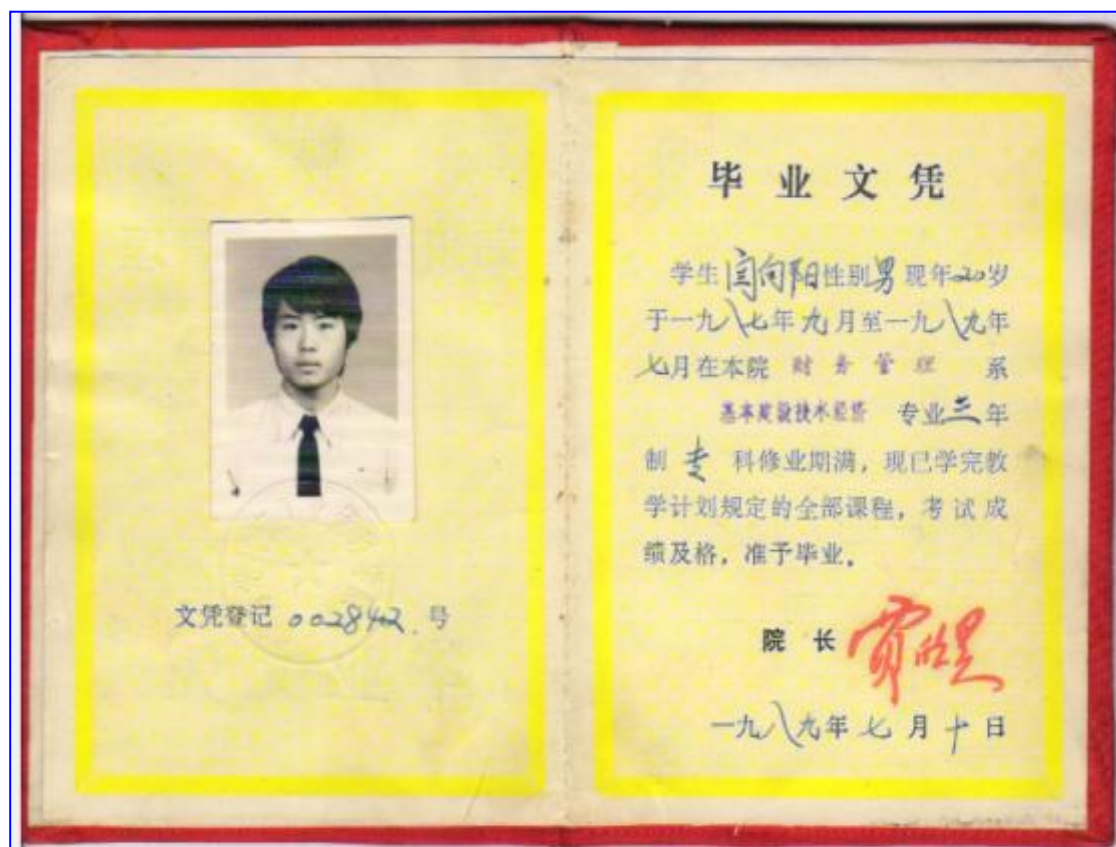 文凭登记 0028402 号
毕业文凭
学生闫向阳性别男现年20岁
于一九八七年九月至一九八九年
七月在本院 财务管理 系
基本建设技术经济 专业三年
制 专 科修业期满，现已学完教
学计划规定的全部课程，考试成
绩及格，准予毕业。
院长
一九八九年七月十日